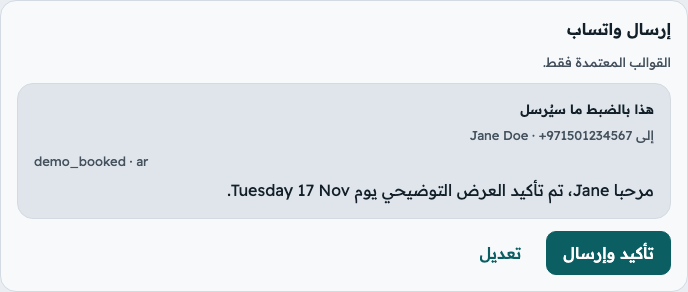 إرسال واتساب
القوالب المعتمدة فقط.
هذا بالضبط ما سيُرسل
إلى Jane Doe · +971501234567
demo_booked · ar
مرحبا Jane، تم تأكيد العرض التوضيحي يوم Tuesday 17 Nov.
تأكيد وإرسال
تعديل